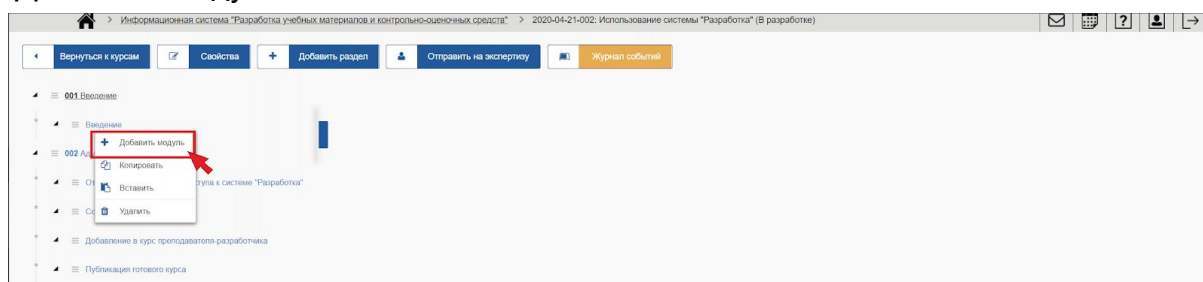 Информационная система "Разработка учебных материалов и контрольно-оценочных средств" > 2020-04-21-002: Использование системы "Разработка" (В разработке)
Вернуться к курсам Свойства Добавить раздел Отправить на экспертизу Журнал событий
001 Введение
Введение
Добавить модуль
002
Копировать
тупа к системе "Разработка"
Вставить
Удалить
Добавление в курс преподавателя-разработчика
Публикация готового курса